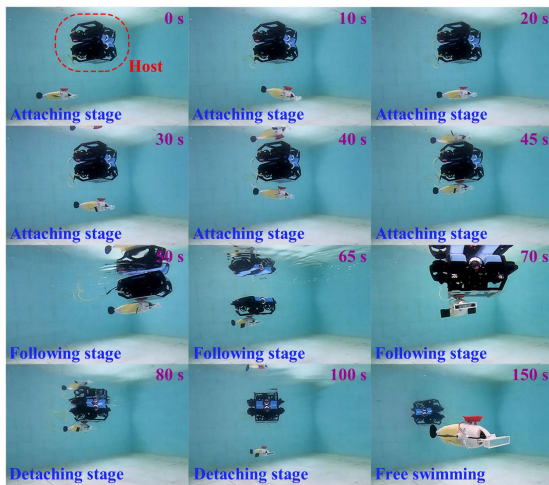 0 s
Host
Attaching stage
10 s
Attaching stage
20 s
Attaching stage
30 s
Attaching stage
40 s
Attaching stage
45 s
Attaching stage
50 s
Following stage
65 s
Following stage
70 s
Following stage
80 s
Detaching stage
100 s
Detaching stage
150 s
Free swimming